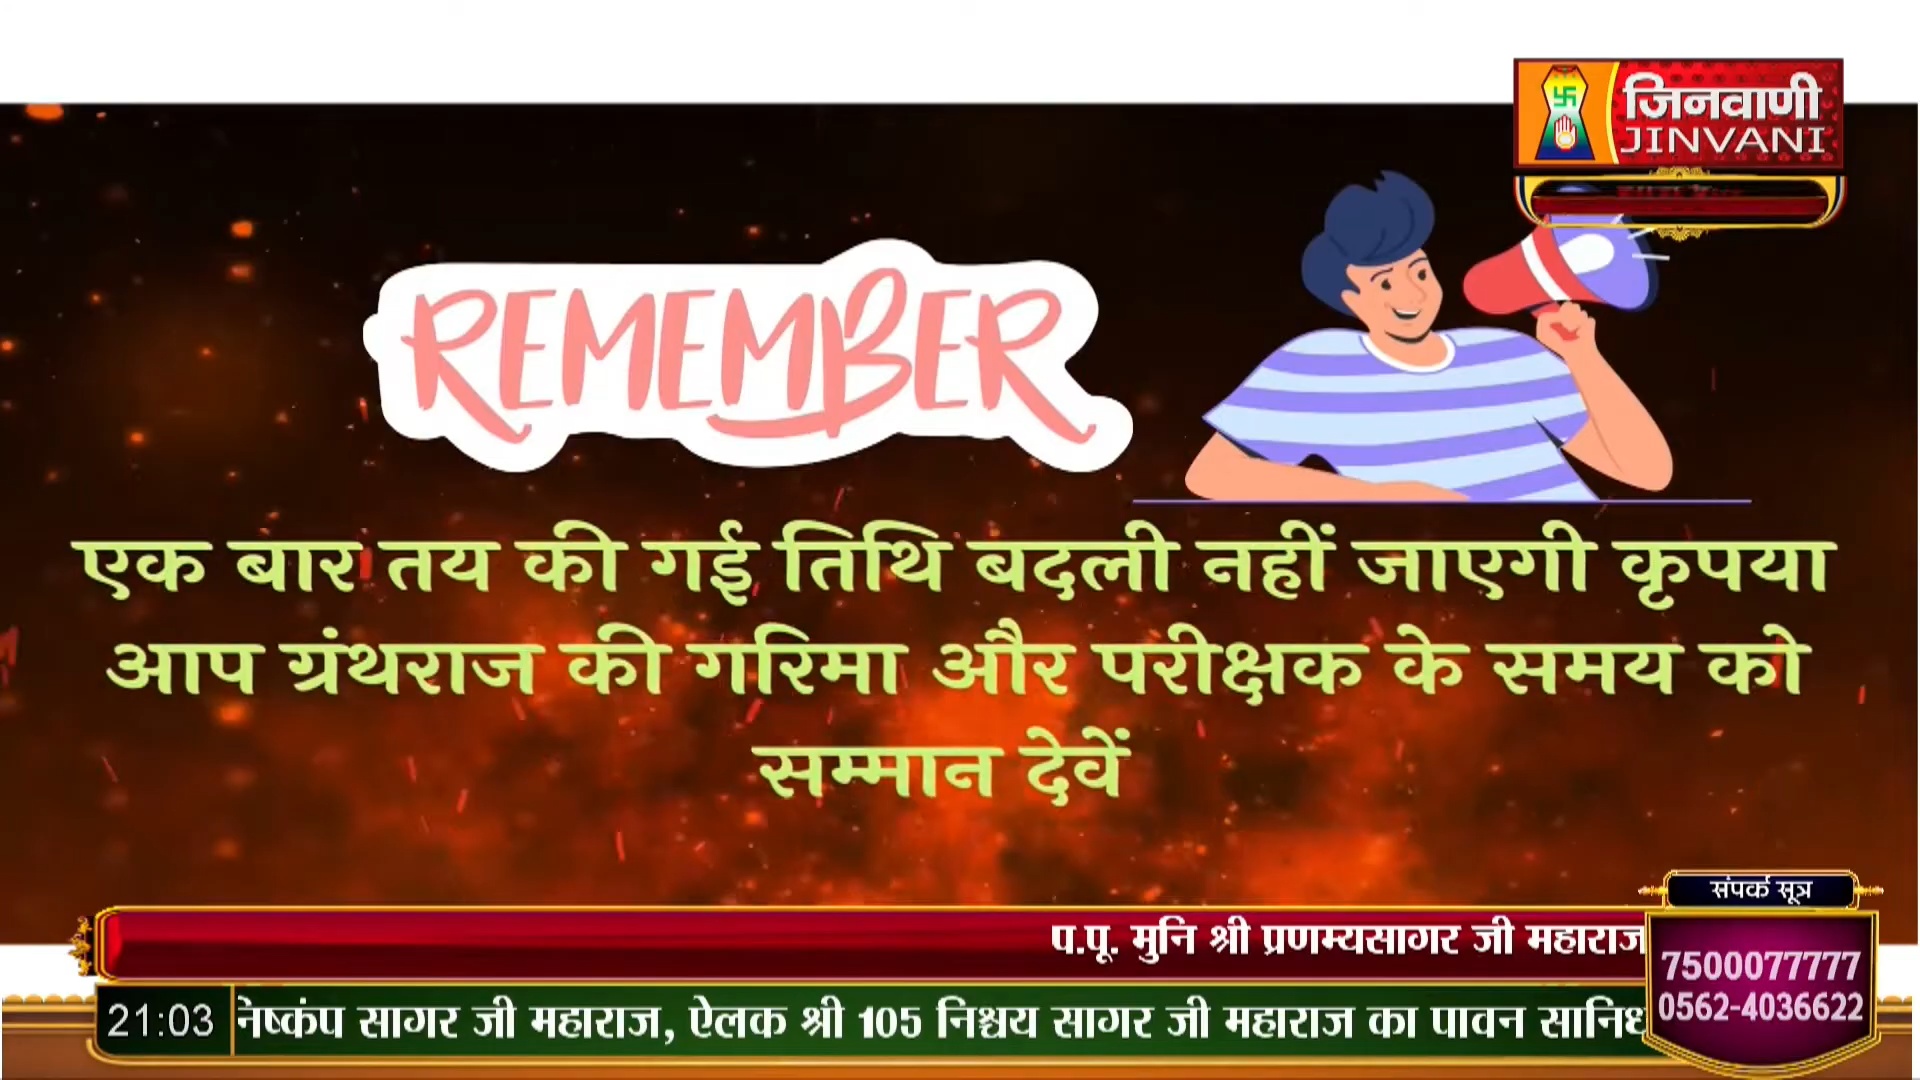 जिनवाणी
JINVANI
REMEMBER
एक बार तय की गई तिथि बदली नहीं जाएगी कृपया
आप ग्रंथराज की गरिमा और परीक्षक के समय को
सम्मान देवें
संपर्क सूत्र
प.पू. मुनि श्री प्रणम्यसागर जी महाराज
7500077777
0562-4036622
21:03
नेष्कंप सागर जी महाराज, ऐलक श्री 105 निश्चय सागर जी महाराज का पावन सानिध